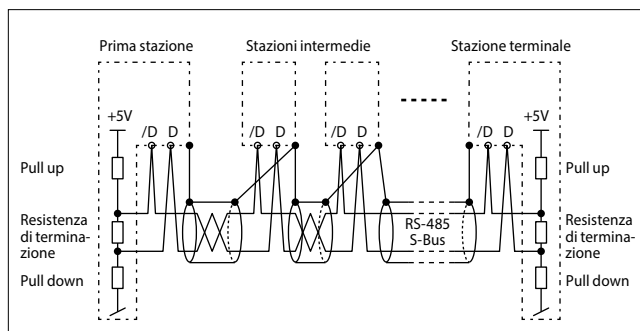 Prima stazione
Stazioni intermedie
Stazione terminale
+5V
+5V
/D D
/D D
/D D
/D D
Pull up
Pull up
Resistenza
di termina-
zione
RS-485
S-Bus
Resistenza
di termina-
zione
Pull down
Pull down